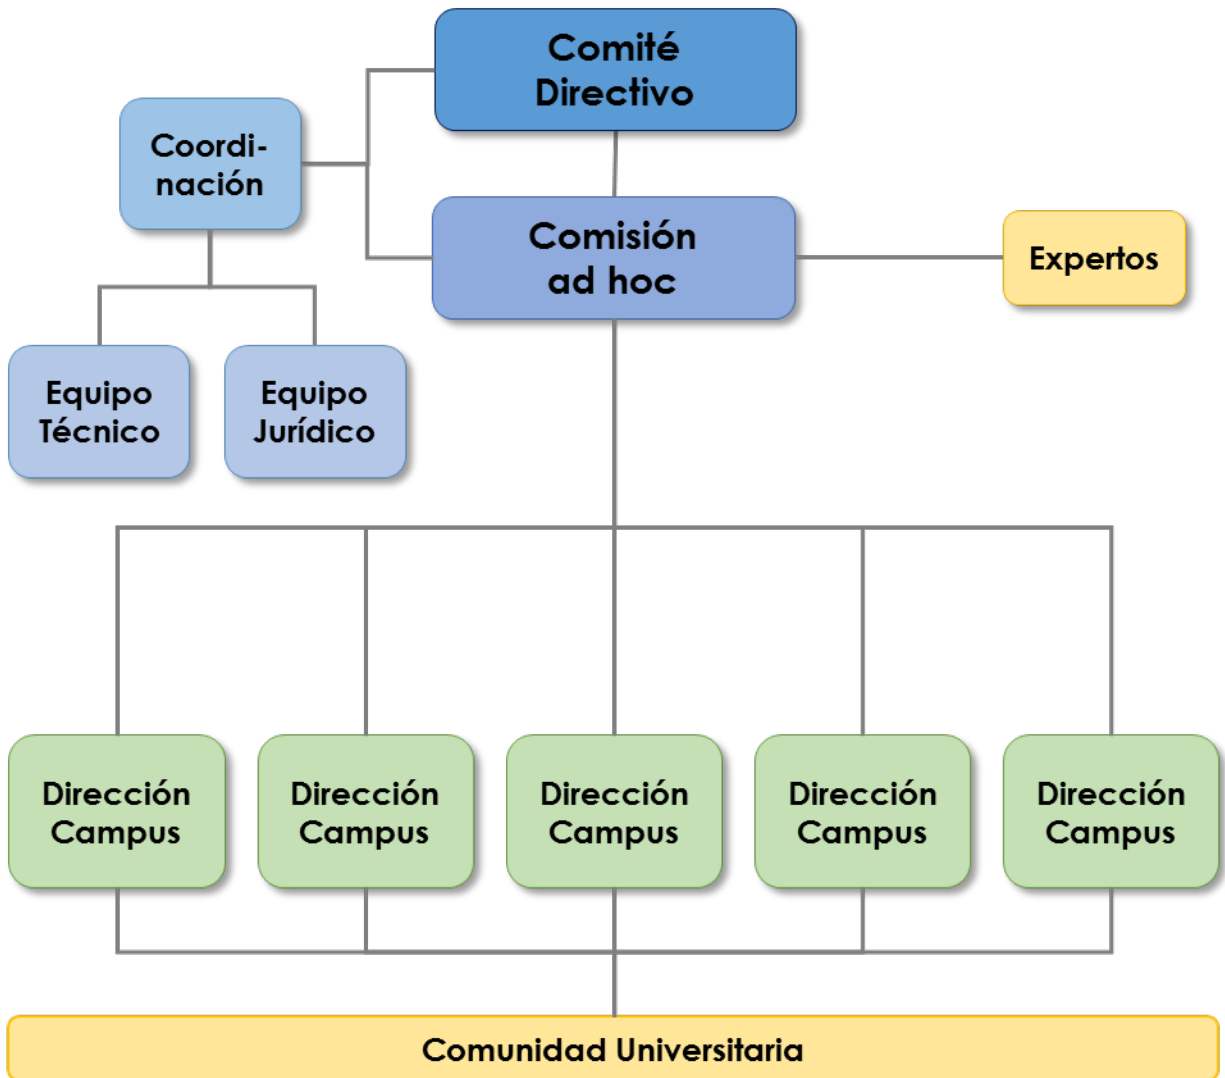 Comité
Directivo
Coordi-
nación
Comisión
ad hoc
Expertos
Equipo
Técnico
Equipo
Jurídico
Dirección
Campus
Dirección
Campus
Dirección
Campus
Dirección
Campus
Dirección
Campus
Comunidad Universitaria